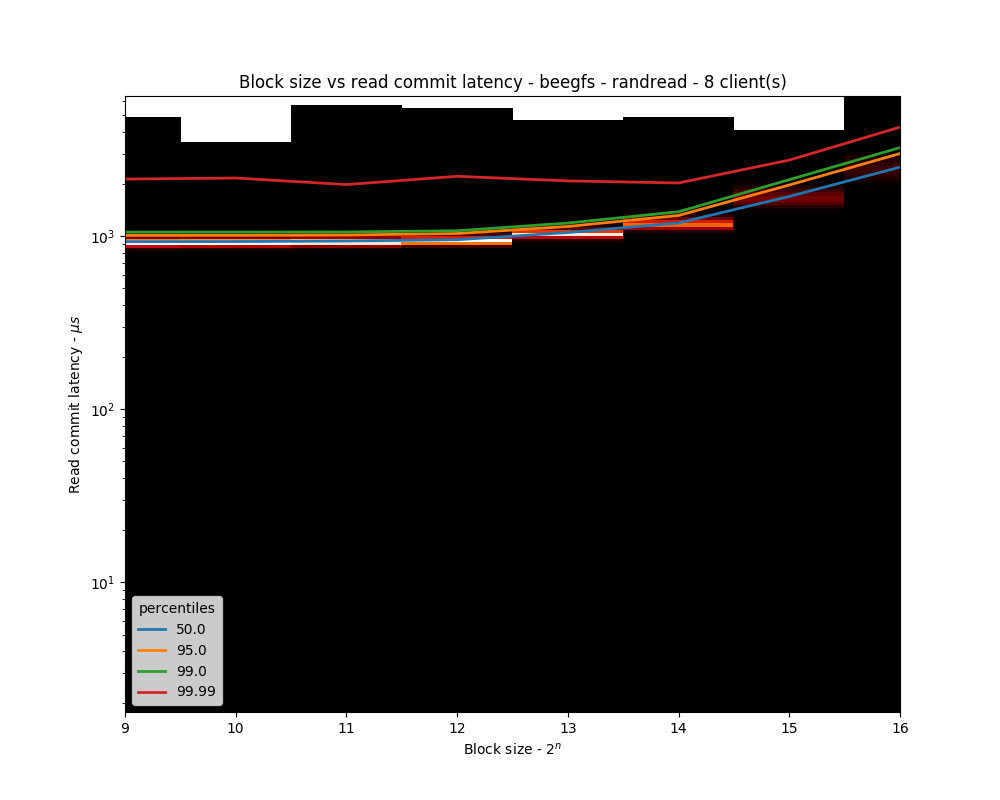 Block size vs read commit latency - beegfs - randread - 8 client(s)
Read commit latency - μs
10³
10²
10¹
percentiles
50.0
95.0
99.0
99.99
9 10 11 12 13 14 15 16
Block size - 2ⁿ